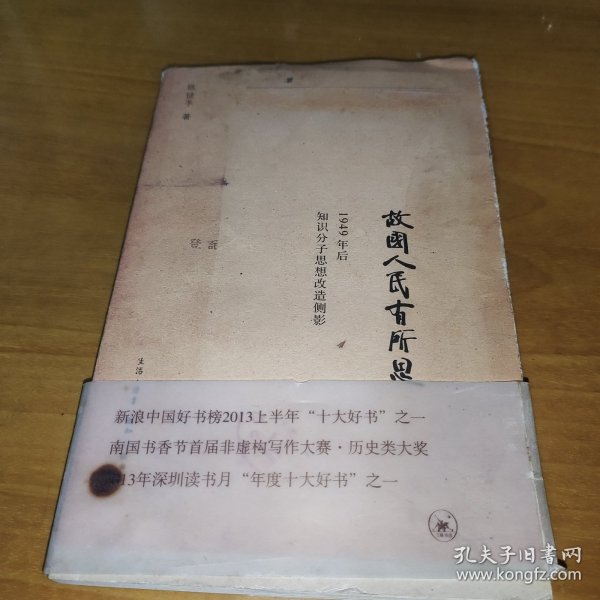 故國人民有所思
1949年后
知识分子思想改造侧影
著
生活
新浪中国好书榜2013上半年“十大好书”之一
南国书香节首届非虚构写作大赛·历史类大奖
13年深圳读书月“年度十大好书”之一
孔夫子旧书网
www.kongfz.com